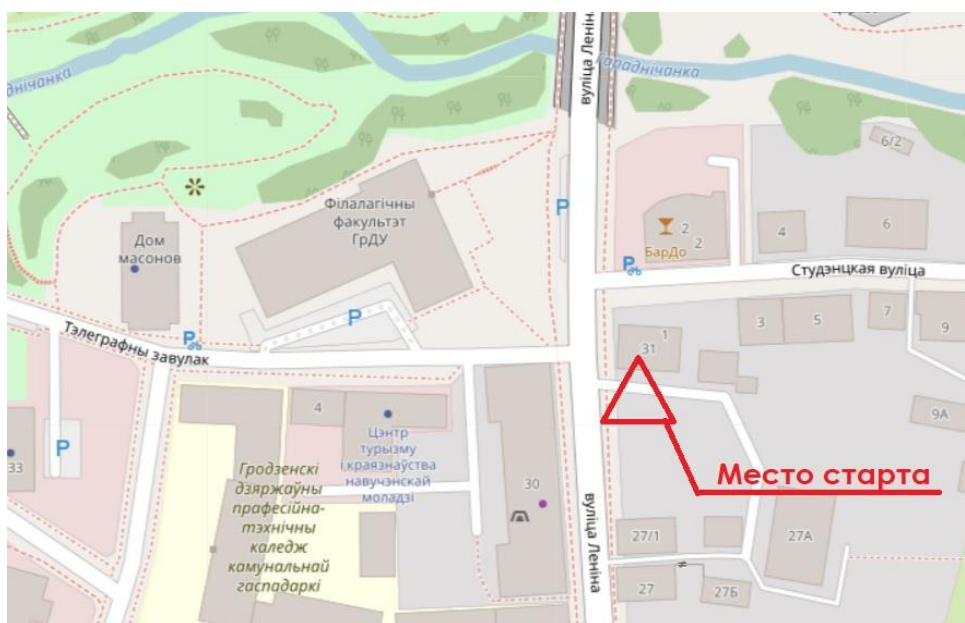 вуліца Леніна
Гараднічанка
днічанка
6/2
Філалагічны
факультэт
ГрДУ
P
Дом
масонов
2
2
БарДо
4
6
P
Студэнцкая вуліца
P
Тэлеграфны завулак
P
1
31
3
5
7
9
4
9А
Цэнтр
турызму
і краязнаўства
навучэнскай
моладзі
P
33
Гродзенскі
дзяржаўны
прафесійна-
тэхнічны
каледж
камунальнай
гаспадаркі
30
Место старта
вуліца Леніна
27/1
27А
27
27Б